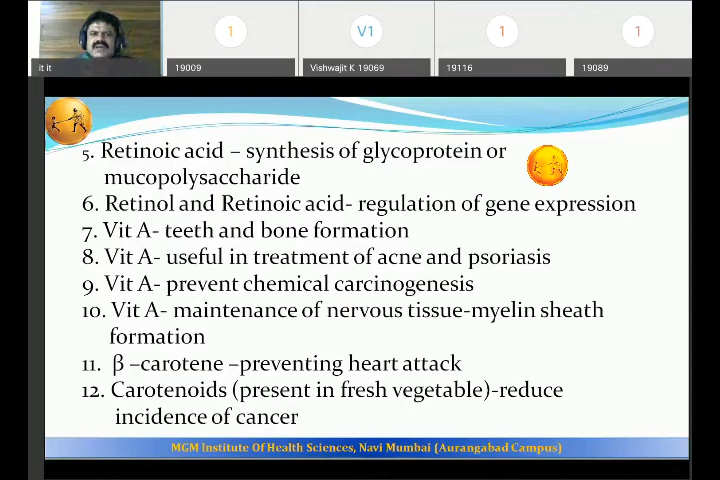 1
V1
1
1
it it
19009
Vishwajit K 19069
19116
19089
5. Retinoic acid – synthesis of glycoprotein or
mucopolysaccharide
6. Retinol and Retinoic acid- regulation of gene expression
7. Vit A- teeth and bone formation
8. Vit A- useful in treatment of acne and psoriasis
9. Vit A- prevent chemical carcinogenesis
10. Vit A- maintenance of nervous tissue-myelin sheath
formation
11. β –carotene –preventing heart attack
12. Carotenoids (present in fresh vegetable)-reduce
incidence of cancer
MGM Institute Of Health Sciences, Navi Mumbai (Aurangabad Campus)